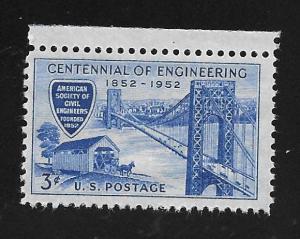 CENTENNIAL OF ENGINEERING
1852-1952
AMERICAN
SOCIETY OF
CIVIL
ENGINEERS
FOUNDED
1852
3¢
U.S. POSTAGE